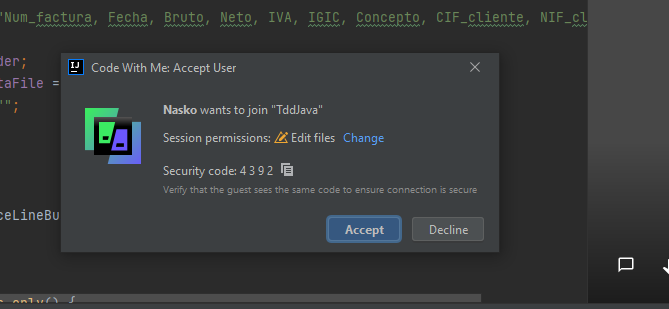 "Num_factura, Fecha, Bruto, Neto, IVA, IGIC, Concepto, CIF_cliente, NIF_cl
der;
taFile =
"";
IJ
Code With Me: Accept User
Nasko wants to join "TddJava"
Session permissions: Edit files Change
Security code: 4 3 9 2
Verify that the guest sees the same code to ensure connection is secure
ceLineBu
Accept Decline
only() {